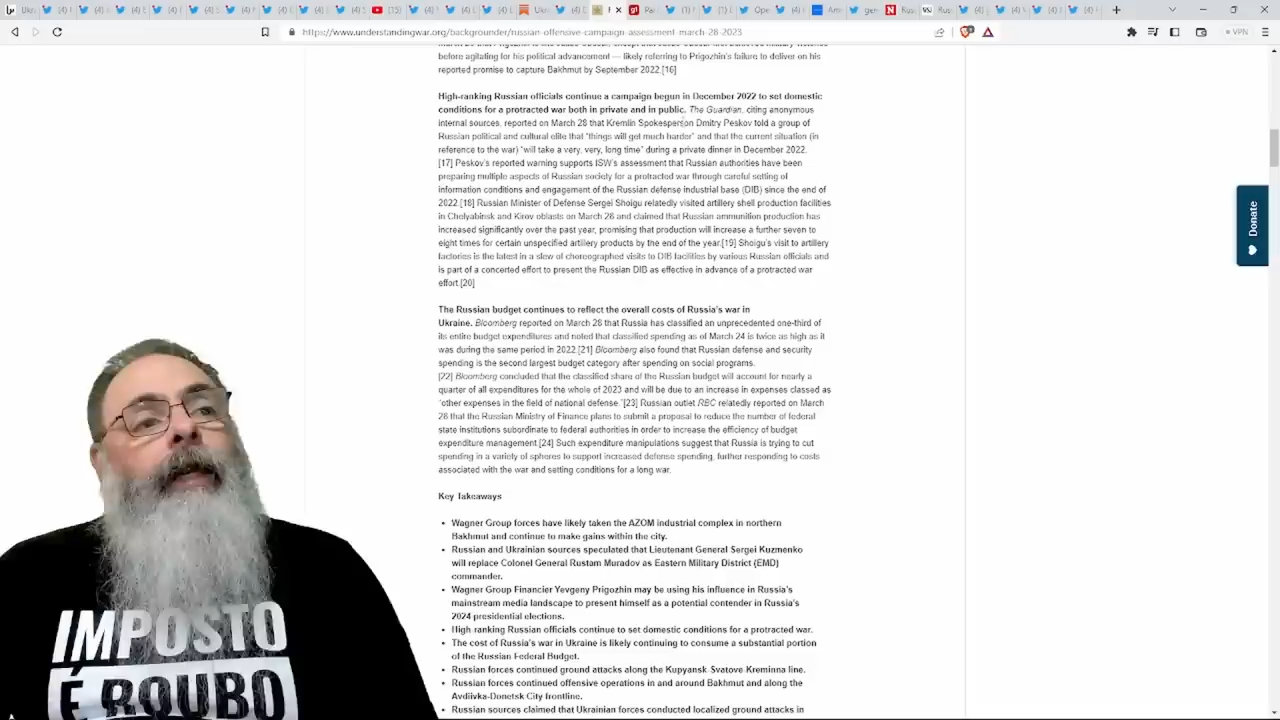 https://www.understandingwar.org/backgrounder/russian-offensive-campaign-assessment-march-28-2023
VPN
before agitating for his political advancement — likely referring to Prigozhin's failure to deliver on his
reported promise to capture Bakhmut by September 2022.[16]
High-ranking Russian officials continue a campaign begun in December 2022 to set domestic
conditions for a protracted war both in private and in public. The Guardian, citing anonymous
internal sources, reported on March 28 that Kremlin Spokesperson Dmitry Peskov told a group of
Russian political and cultural elite that "things will get much harder" and that the current situation (in
reference to the war) "will take a very, very, long time" during a private dinner in December 2022.
[17] Peskov's reported warning supports ISW's assessment that Russian authorities have been
preparing multiple aspects of Russian society for a protracted war through careful setting of
information conditions and engagement of the Russian defense industrial base (DIB) since the end of
2022.[18] Russian Minister of Defense Sergei Shoigu relatedly visited artillery shell production facilities
in Chelyabinsk and Kirov oblasts on March 28 and claimed that Russian ammunition production has
increased significantly over the past year, promising that production will increase a further seven to
eight times for certain unspecified artillery products by the end of the year.[19] Shoigu's visit to artillery
factories is the latest in a slew of choreographed visits to DIB facilities by various Russian officials and
is part of a concerted effort to present the Russian DIB as effective in advance of a protracted war
effort.[20]
Donate
The Russian budget continues to reflect the overall costs of Russia's war in
Ukraine. Bloomberg reported on March 28 that Russia has classified an unprecedented one-third of
its entire budget expenditures and noted that classified spending as of March 24 is twice as high as it
was during the same period in 2022.[21] Bloomberg also found that Russian defense and security
spending is the second largest budget category after spending on social programs.
[22] Bloomberg concluded that the classified share of the Russian budget will account for nearly a
quarter of all expenditures for the whole of 2023 and will be due to an increase in expenses classed as
"other expenses in the field of national defense."[23] Russian outlet RBC relatedly reported on March
28 that the Russian Ministry of Finance plans to submit a proposal to reduce the number of federal
state institutions subordinate to federal authorities in order to increase the efficiency of budget
expenditure management.[24] Such expenditure manipulations suggest that Russia is trying to cut
spending in a variety of spheres to support increased defense spending, further responding to costs
associated with the war and setting conditions for a long war.
Key Takeaways
Wagner Group forces have likely taken the AZOM industrial complex in northern
Bakhmut and continue to make gains within the city.
Russian and Ukrainian sources speculated that Lieutenant General Sergei Kuzmenko
will replace Colonel General Rustam Muradov as Eastern Military District (EMD)
commander.
Wagner Group Financier Yevgeny Prigozhin may be using his influence in Russia's
mainstream media landscape to present himself as a potential contender in Russia's
2024 presidential elections.
High ranking Russian officials continue to set domestic conditions for a protracted war.
The cost of Russia's war in Ukraine is likely continuing to consume a substantial portion
of the Russian Federal Budget.
Russian forces continued ground attacks along the Kupyansk-Svatove-Kreminna line.
Russian forces continued offensive operations in and around Bakhmut and along the
Avdiivka-Donetsk City frontline.
Russian sources claimed that Ukrainian forces conducted localized ground attacks in
IMPOSTO
É ROUBO